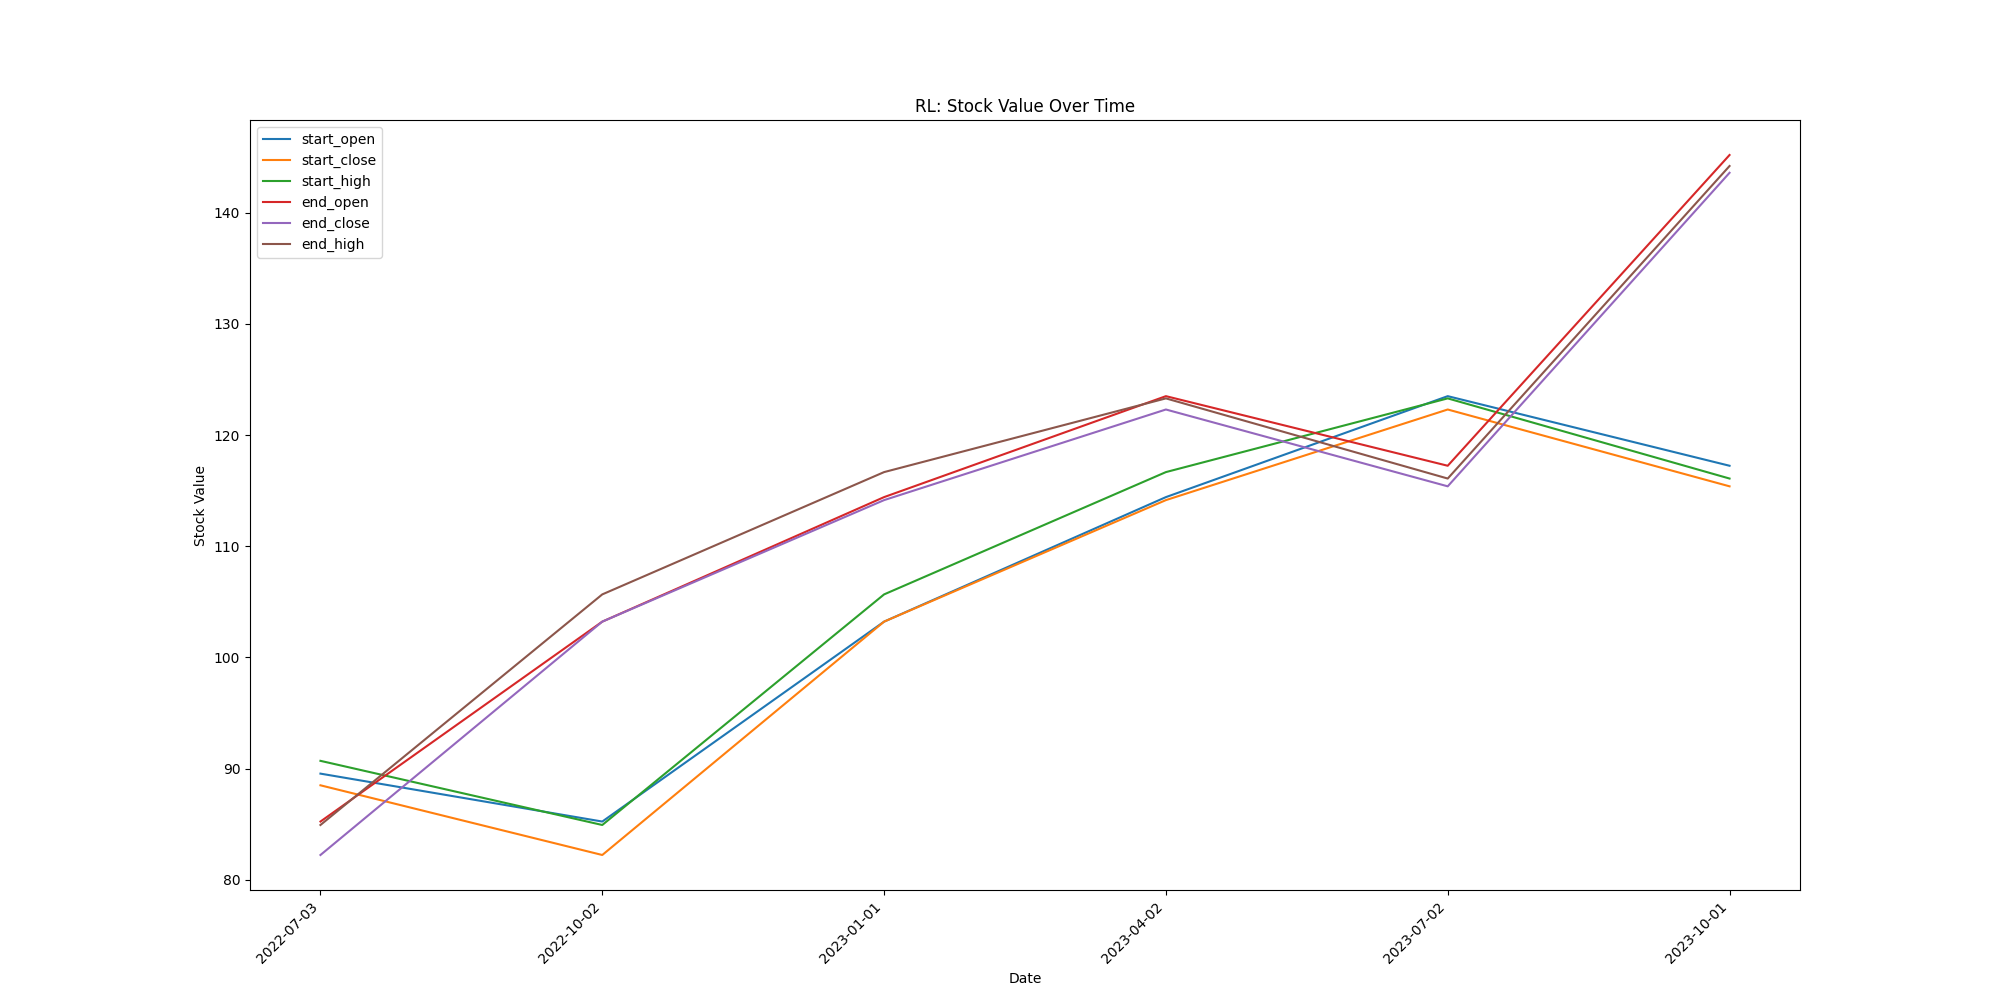 RL: Stock Value Over Time
start_open
start_close
start_high
end_open
end_close
end_high
Stock Value
140
130
120
110
100
90
80
2022-07-03
2022-10-02
2023-01-01
2023-04-02
2023-07-02
2023-10-01
Date